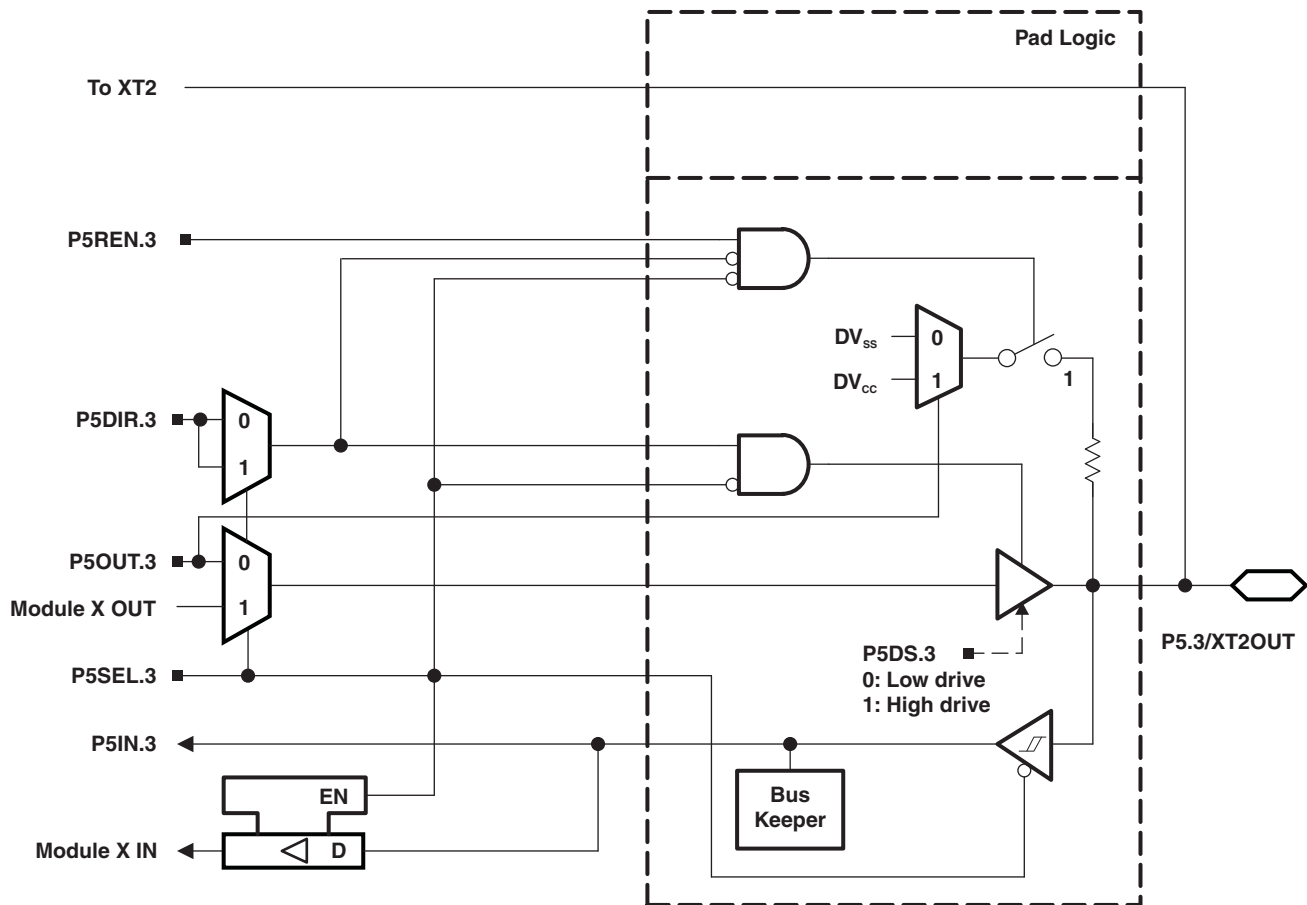 Pad Logic
To XT2
P5REN.3
DVSS
0
DVCC
1
1
P5DIR.3
0
1
P5OUT.3
0
Module X OUT
1
P5SEL.3
P5DS.3
0: Low drive
1: High drive
P5.3/XT2OUT
P5IN.3
EN
Bus
Keeper
Module X IN
D